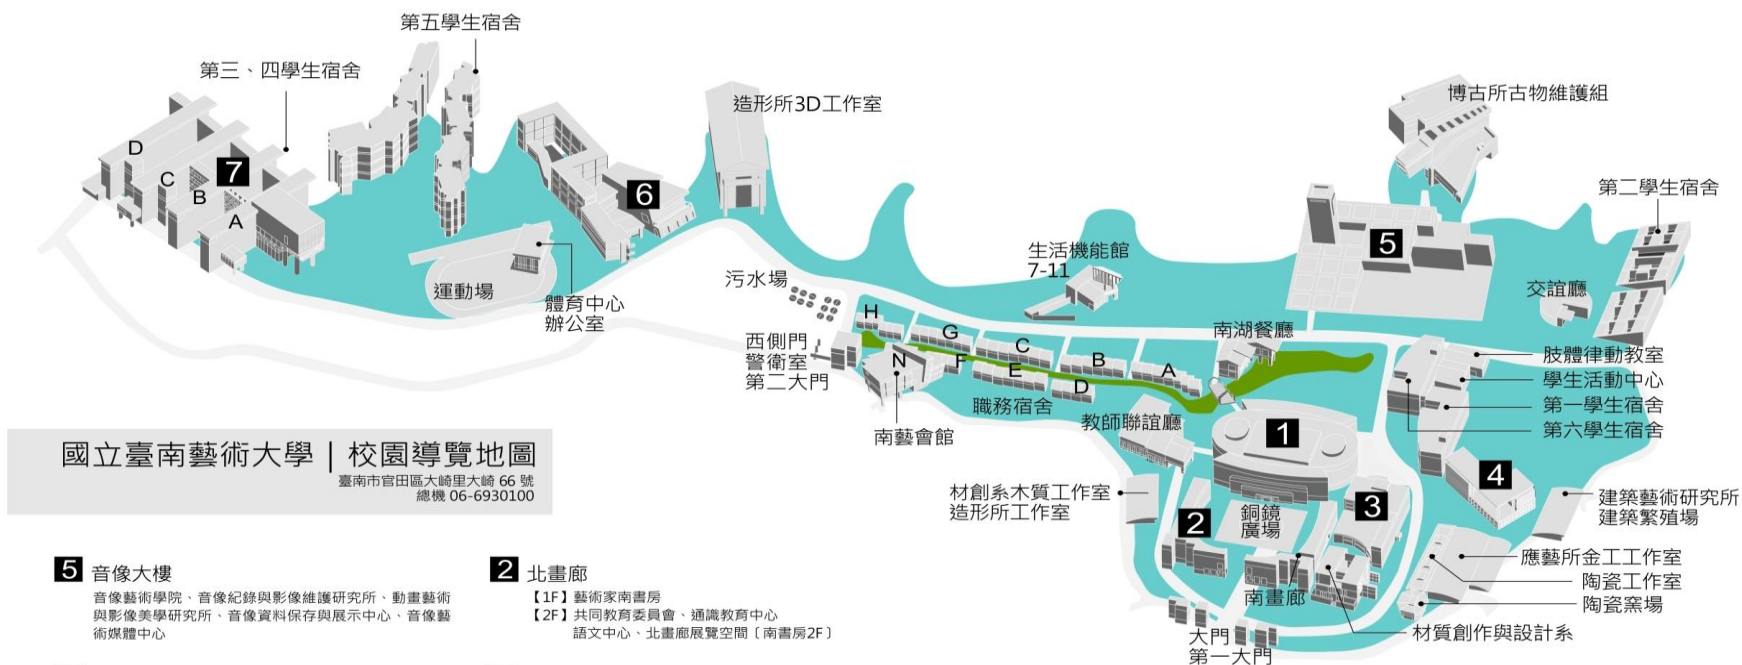 第五學生宿舍
第三、四學生宿舍
造形所3D工作室
博古所古物維護組
第二學生宿舍
D
C
7
B
A
6
5
生活機能館
7-11
運動場
體育中心
辦公室
污水場
交誼廳
南湖餐廳
西側門
警衛室
第二大門
H
G
C
B
A
N
F
E
D
肢體律動教室
學生活動中心
第一學生宿舍
第六學生宿舍
職務宿舍
南藝會館
教師聯誼廳
1
4
國立臺南藝術大學｜校園導覽地圖
臺南市官田區大崎里大崎 66 號
總機 06-6930100
材創系木質工作室
造形所工作室
2
銅鏡
廣場
3
建築藝術研究所
建築繁殖場
應藝所金工工作室
陶瓷工作室
陶瓷窯場
南畫廊
材質創作與設計系
大門
第一大門
5 音像大樓
音像藝術學院、音像紀錄與影像維護研究所、動畫藝術
與影像美學研究所、音像資料保存與展示中心、音像藝
術媒體中心
2 北畫廊
【1F】藝術家南書房
【2F】共同教育委員會、通識教育中心
語文中心、北畫廊展覽空間〔南書房2F〕